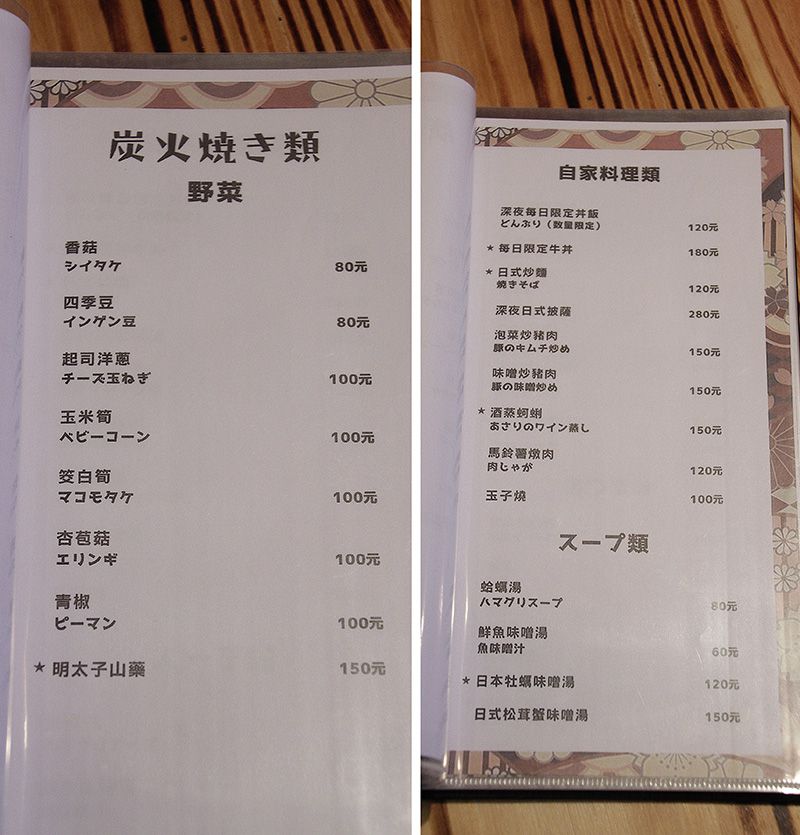 炭火焼き類
野菜
香菇
シイタケ 80元
四季豆
インゲン豆 80元
起司洋蔥
チーズ玉ねぎ 100元
玉米筍
ベビーコーン 100元
筊白筍
マコモタケ 100元
杏苞菇
エリンギ 100元
青椒
ピーマン 100元
★ 明太子山藥 150元
自家料理類
深夜每日限定丼飯
どんぶり（数量限定） 120元
★ 每日限定牛丼 180元
★ 日式炒麵
焼きそば 120元
深夜日式披薩 280元
泡菜炒豬肉
豚のキムチ炒め 150元
味噌炒豬肉
豚の味噌炒め 150元
★ 酒蒸蚵蜊
あさりのワイン蒸し 150元
馬鈴薯燉肉
肉じゃが 120元
玉子燒 100元
スープ類
蛤蠣湯
ハマグリスープ 80元
鮮魚味噌湯
魚味噌汁 60元
★ 日本牡蠣味噌湯 120元
日式松茸蟹味噌湯 150元